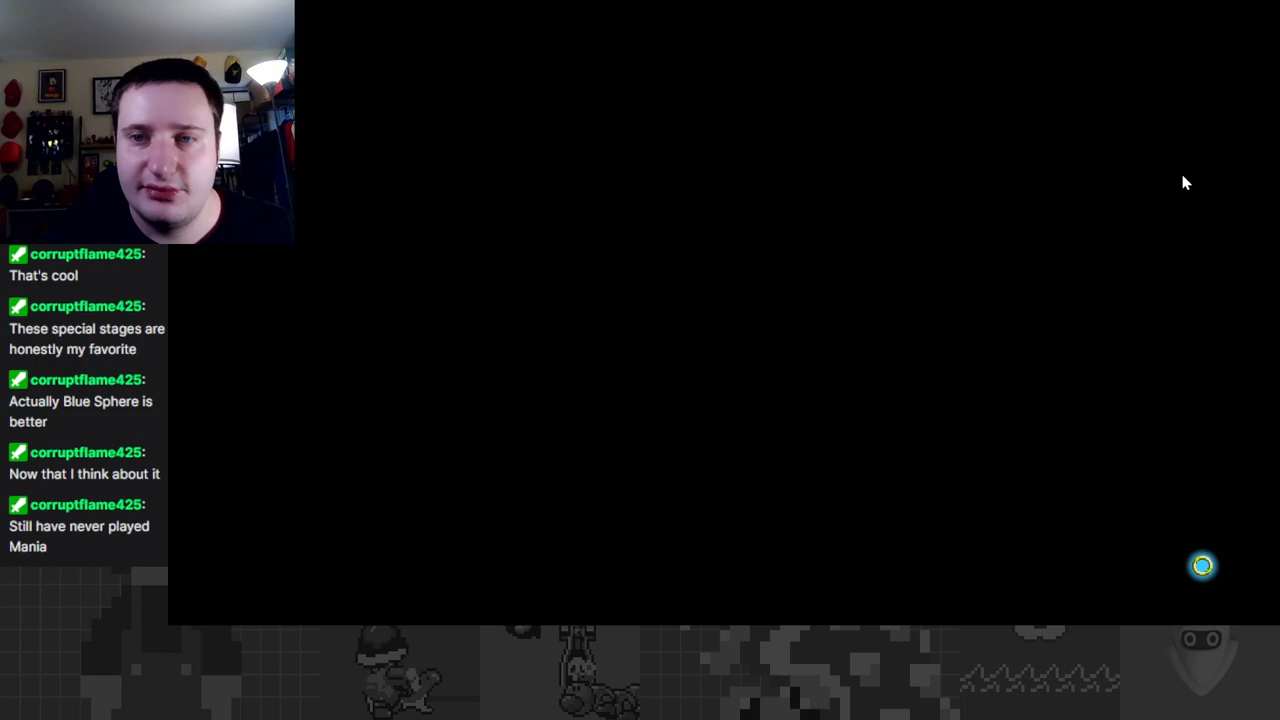 corruptflame425:
That's cool
corruptflame425:
These special stages are
honestly my favorite
corruptflame425:
Actually Blue Sphere is
better
corruptflame425:
Now that I think about it
corruptflame425:
Still have never played
Mania